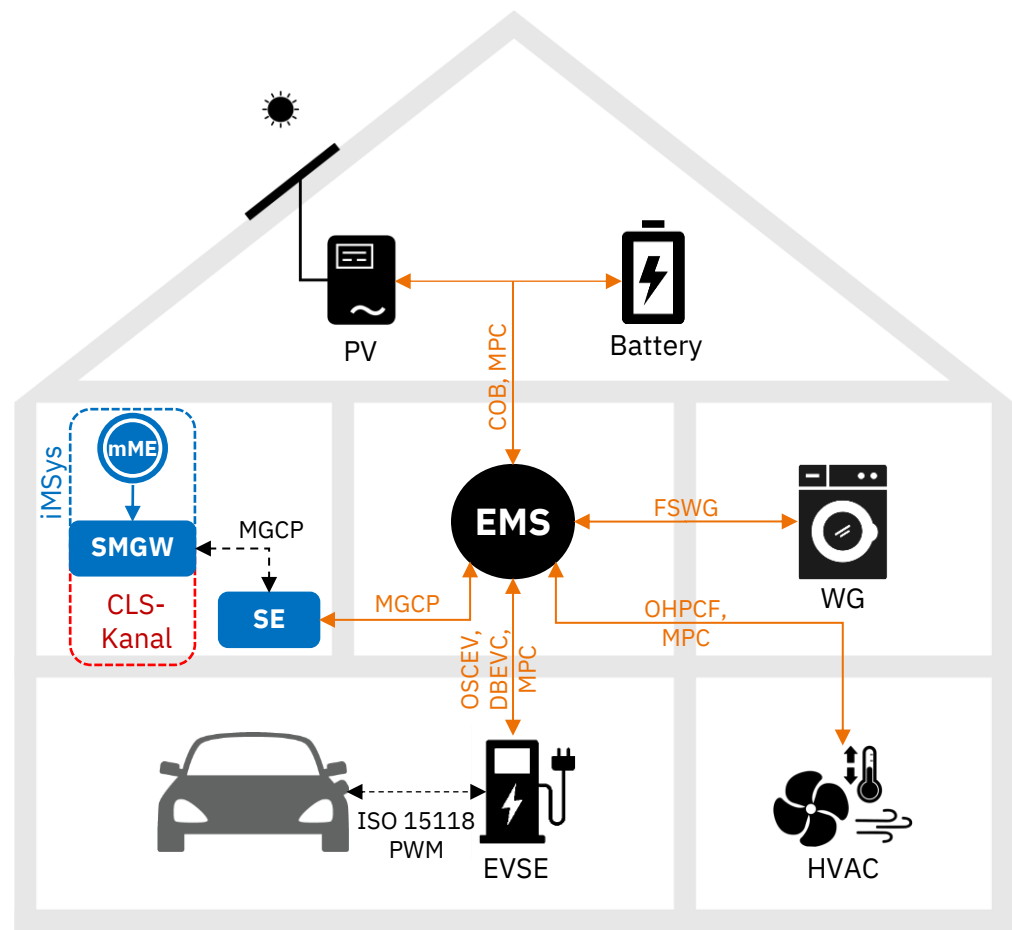 PV
Battery
COB, MPC
iMSys
mME
SMGW
MGCP
CLS-
Kanal
SE
MGCP
EMS
FSWG
WG
OHPCF,
MPC
OSCEV,
DBEVC,
MPC
ISO 15118
PWM
EVSE
HVAC